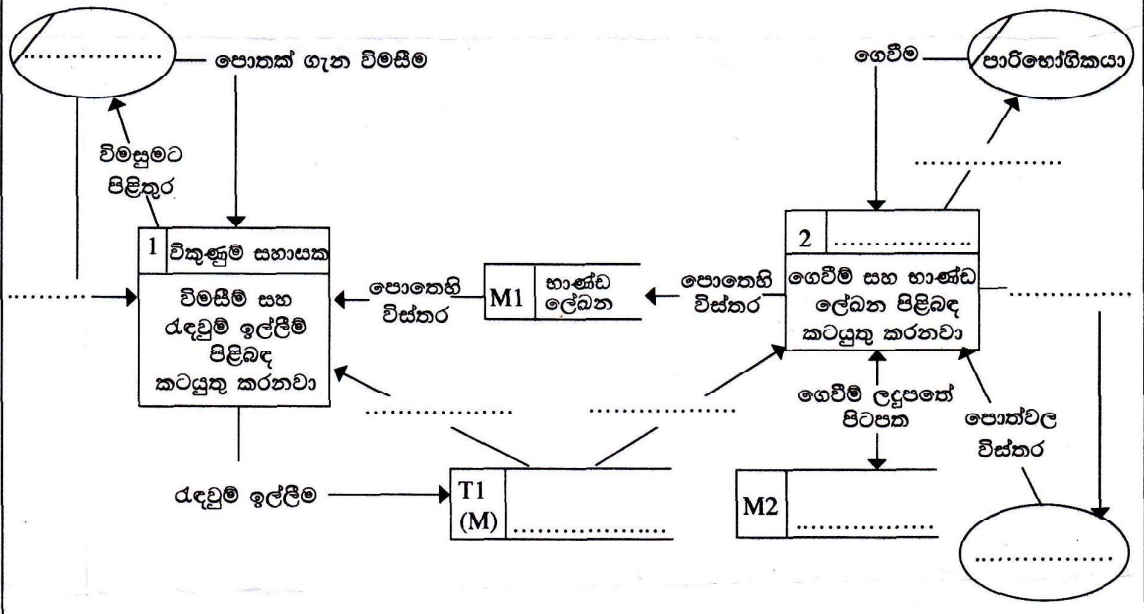 ....................
පොතක් ගැන විමසීම
ගෙවීම
පාරිභෝගිකයා
විමසුමට
පිළිතුර
....................
1 විකුණුම් සහායක
2 ....................
....................
විමසීම් සහ
රැඳවුම් ඉල්ලීම්
පිළිබඳ
කටයුතු කරනවා
පොතෙහි
විස්තර
M1 භාණ්ඩ
ලේඛන
පොතෙහි
විස්තර
ගෙවීම් සහ භාණ්ඩ
ලේඛන පිළිබඳ
කටයුතු කරනවා
....................
....................
....................
ගෙවීම් ලදුපතේ
පිටපත
පොත්වල
විස්තර
රැඳවුම් ඉල්ලීම
T1
(M) ....................
M2 ....................
....................